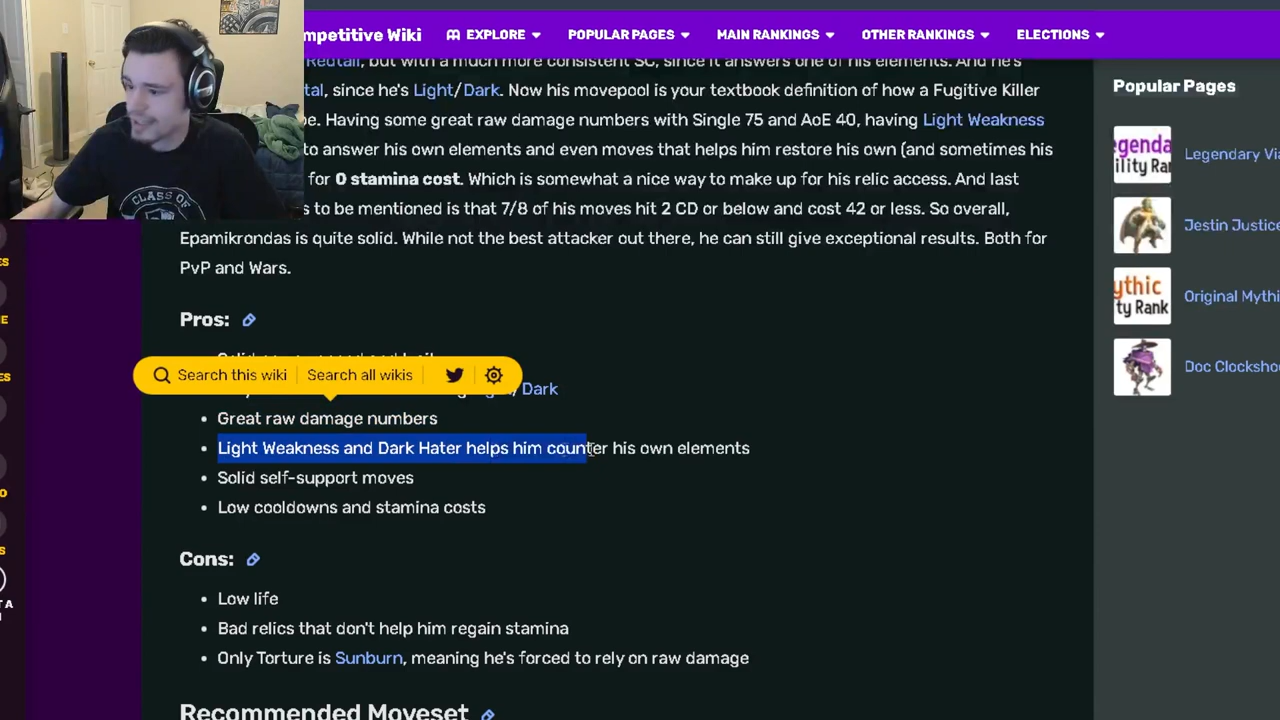 mpetitive Wiki
EXPLORE
POPULAR PAGES
MAIN RANKINGS
OTHER RANKINGS
ELECTIONS
Redtail, but with a much more consistent SC, since it answers one of his elements. And he's
tal, since he's Light/Dark. Now his movepool is your textbook definition of how a Fugitive Killer
be. Having some great raw damage numbers with Single 75 and AoE 40, having Light Weakness
to answer his own elements and even moves that helps him restore his own (and sometimes his
for 0 stamina cost. Which is somewhat a nice way to make up for his relic access. And last
s to be mentioned is that 7/8 of his moves hit 2 CD or below and cost 42 or less. So overall,
Epamikrondas is quite solid. While not the best attacker out there, he can still give exceptional results. Both for
PvP and Wars.
Pros:
Search this wiki
Search all wikis
Dark
Great raw damage numbers
Light Weakness and Dark Hater helps him counter his own elements
Solid self-support moves
Low cooldowns and stamina costs
Cons:
Low life
Bad relics that don't help him regain stamina
Only Torture is Sunburn, meaning he's forced to rely on raw damage
Recommended Moveset
Popular Pages
egenda
ility Ran
Legendary Via
Jestin Justice
ythic
ty Rank
Original Mythi
Doc Clocksho
CLASS OF